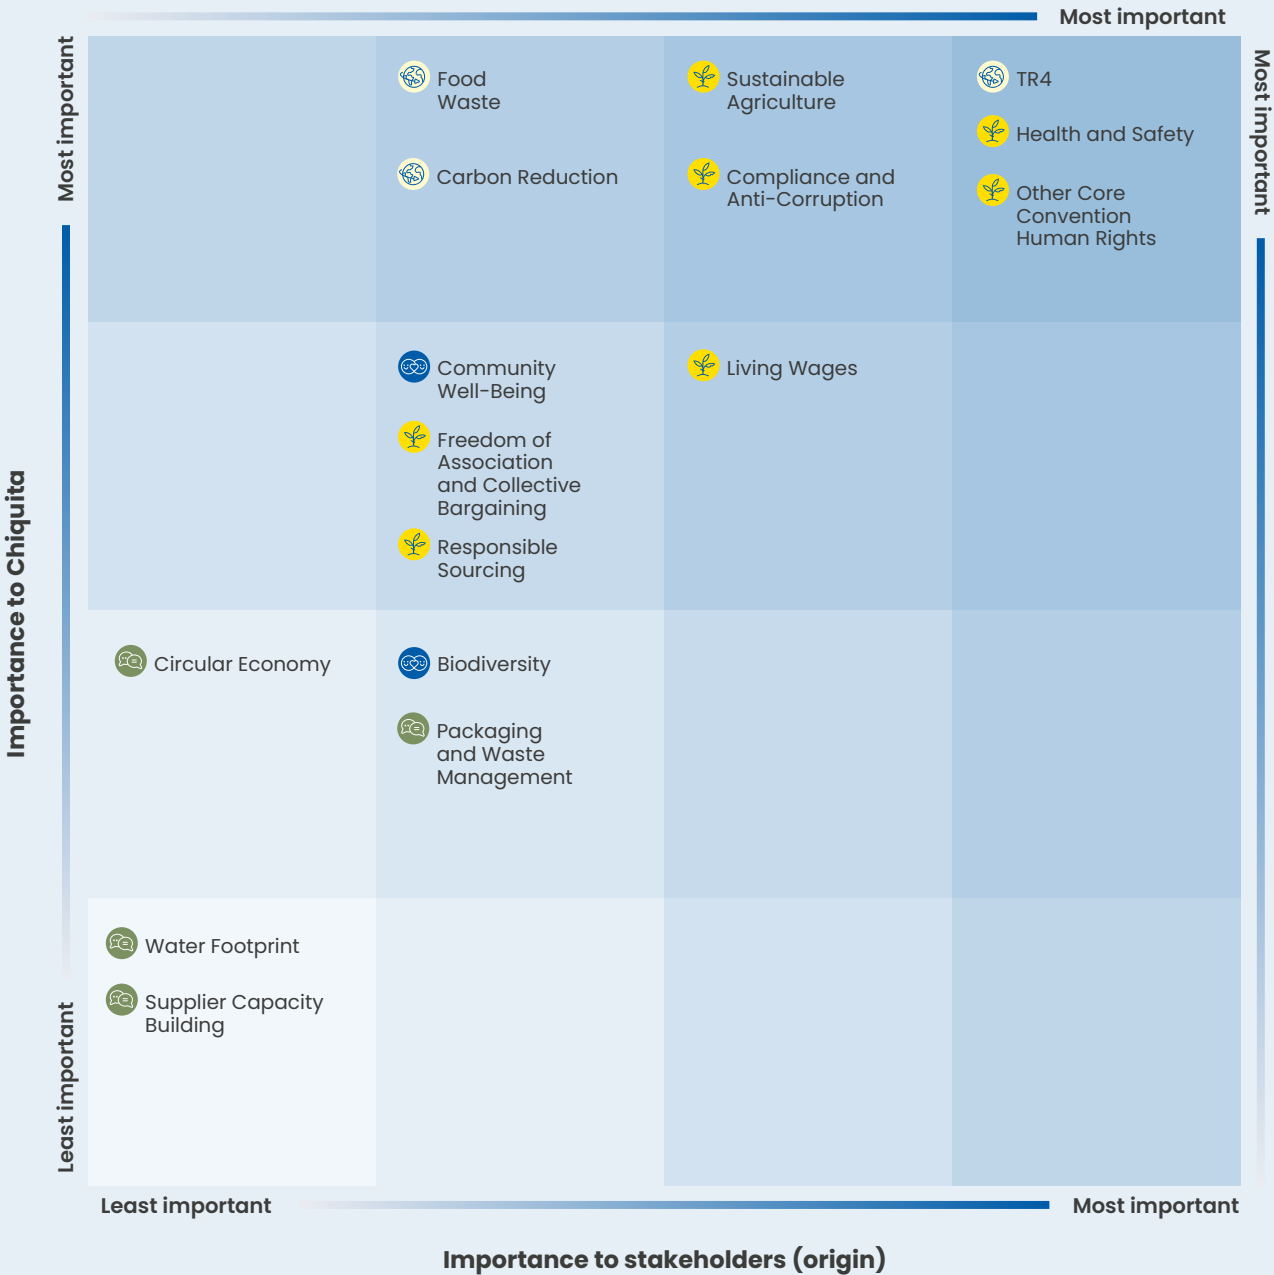 Most important
Most important
Most important
Food
Waste
Sustainable
Agriculture
TR4
Health and Safety
Carbon Reduction
Compliance and
Anti-Corruption
Other Core
Convention
Human Rights
Community
Well-Being
Living Wages
Freedom of
Association
and Collective
Bargaining
Responsible
Sourcing
Importance to Chiquita
Circular Economy
Biodiversity
Packaging
and Waste
Management
Water Footprint
Supplier Capacity
Building
Least important
Least important
Most important
Importance to stakeholders (origin)